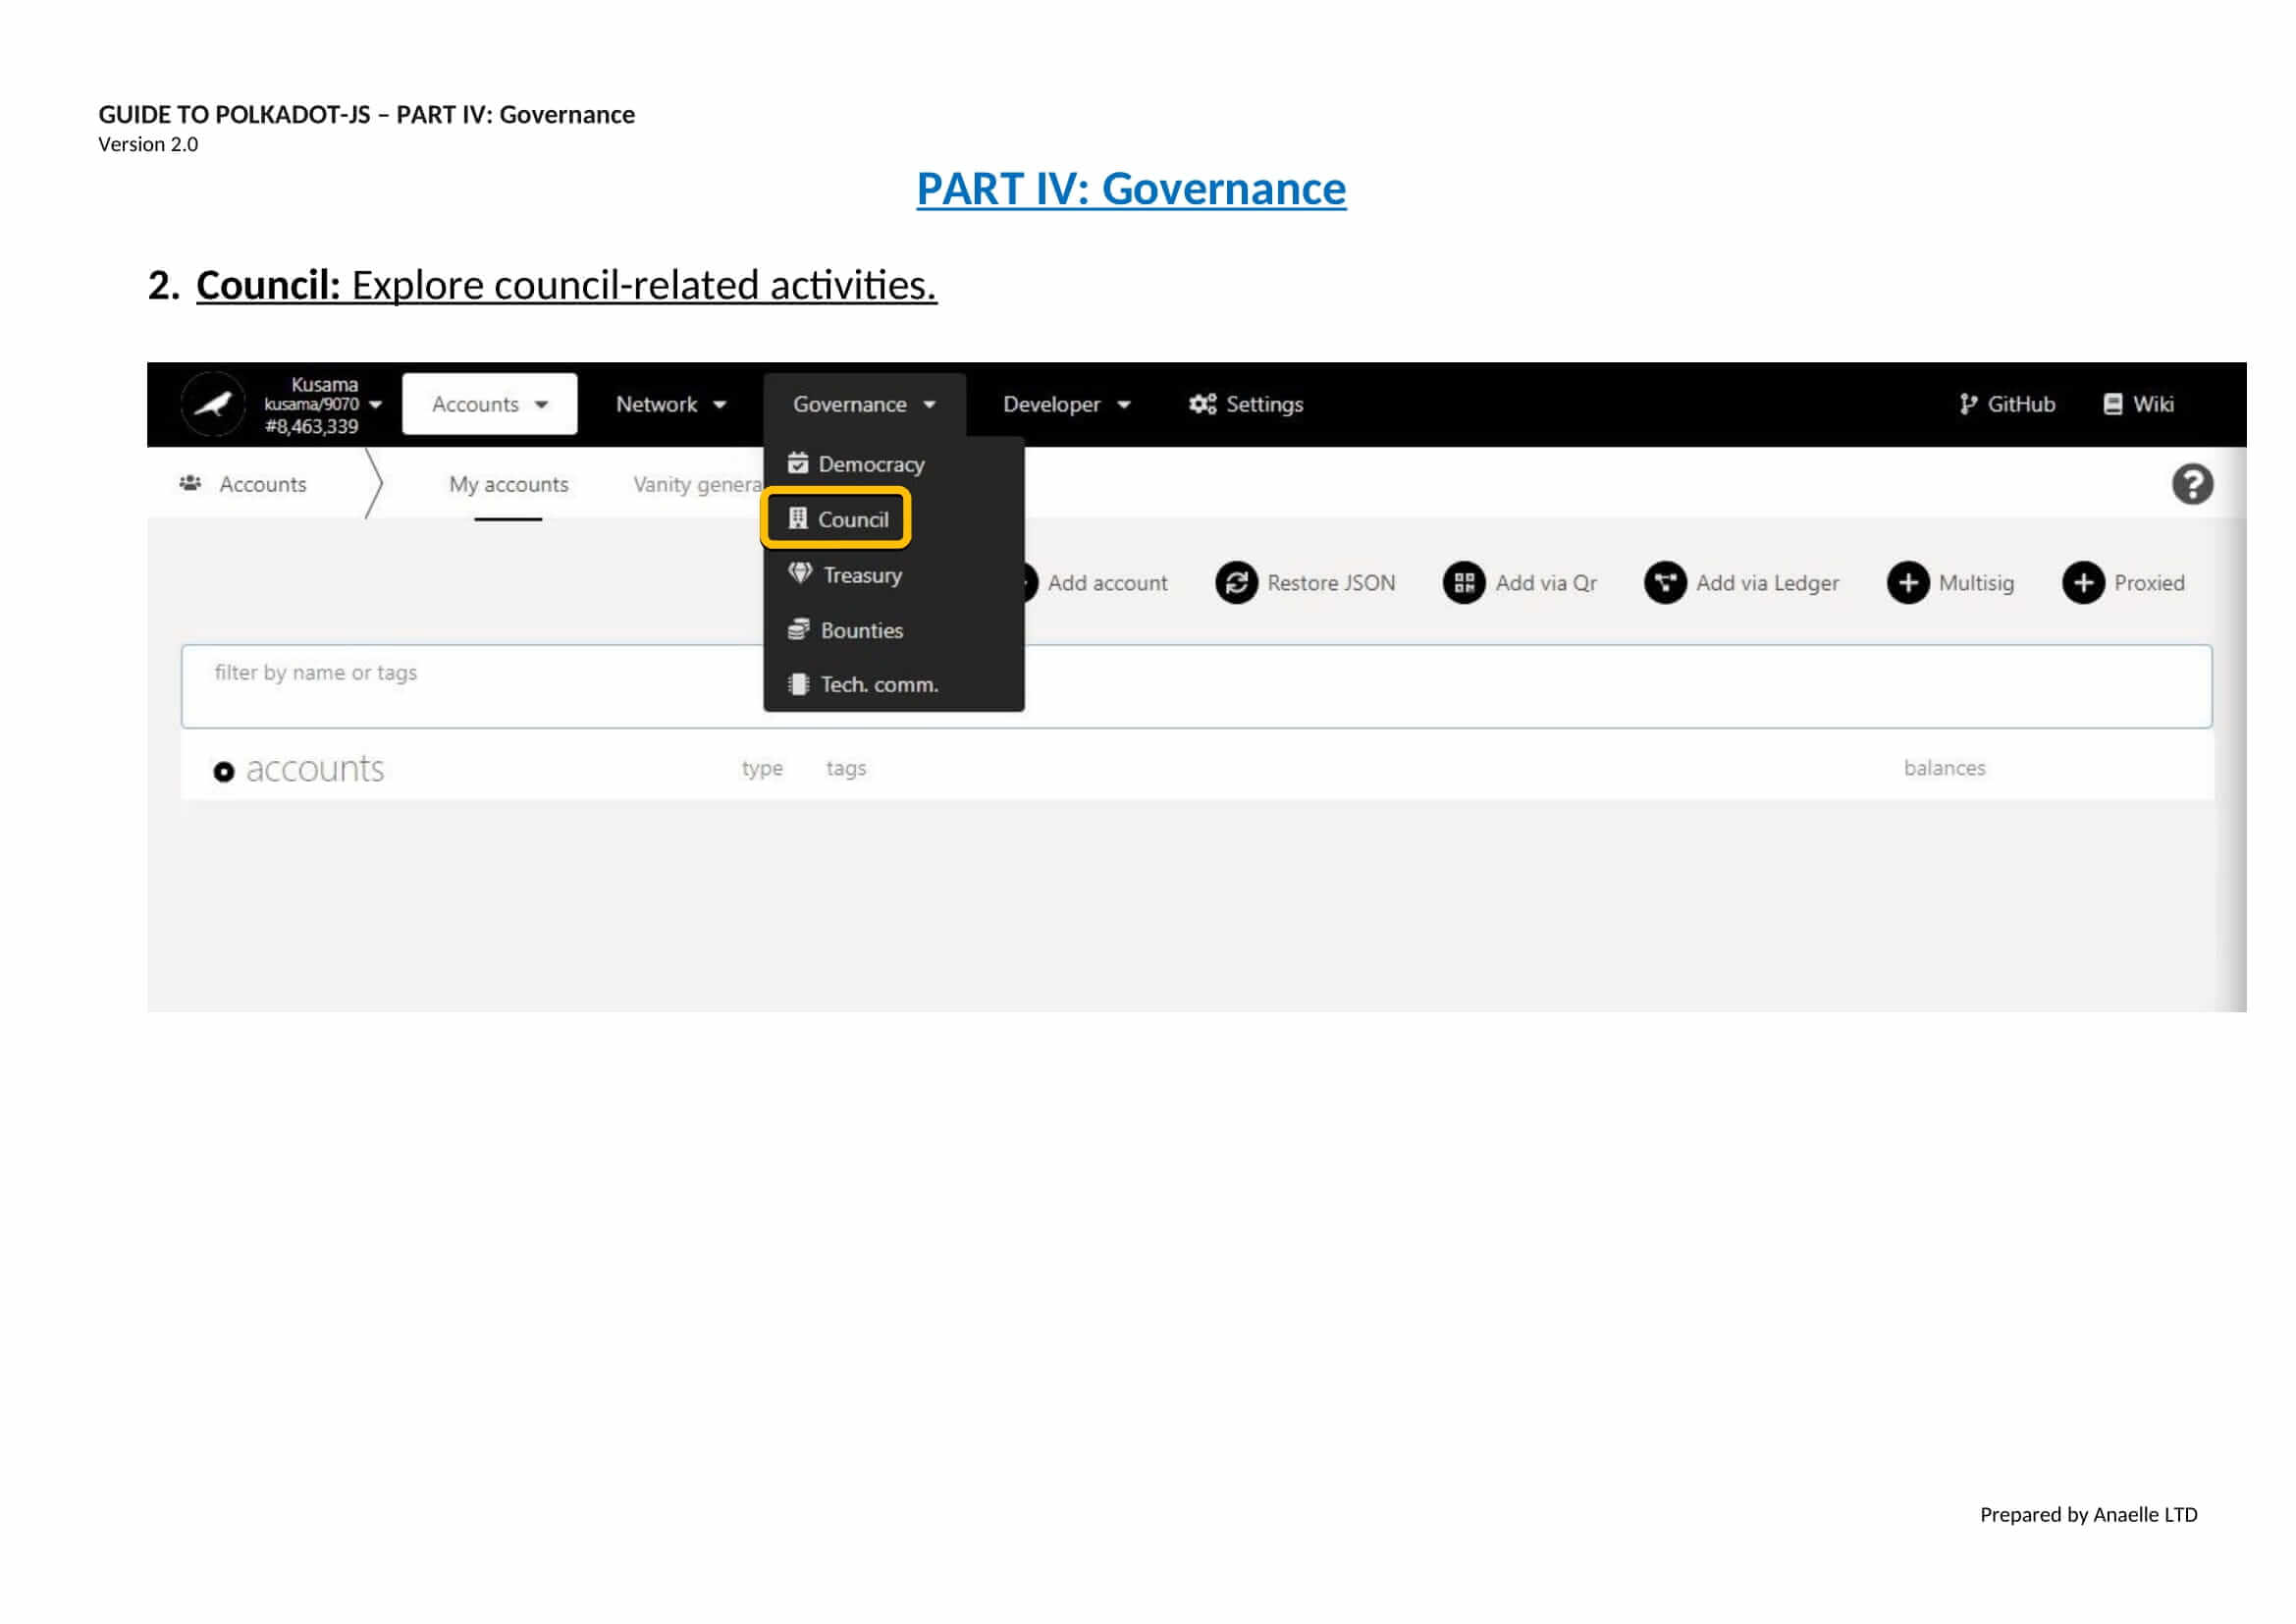 GUIDE TO POLKADOT-JS – PART IV: Governance
Version 2.0
PART IV: Governance
2. Council: Explore council-related activities.
Kusama
kusama/9070
#8,463,339
Accounts
Network
Governance
Developer
Settings
GitHub
Wiki
Accounts
My accounts
Vanity genera
Democracy
Council
Treasury
Bounties
Tech. comm.
Add account
Restore JSON
Add via Qr
Add via Ledger
Multisig
Proxied
filter by name or tags
accounts
type
tags
balances
Prepared by Anaelle LTD